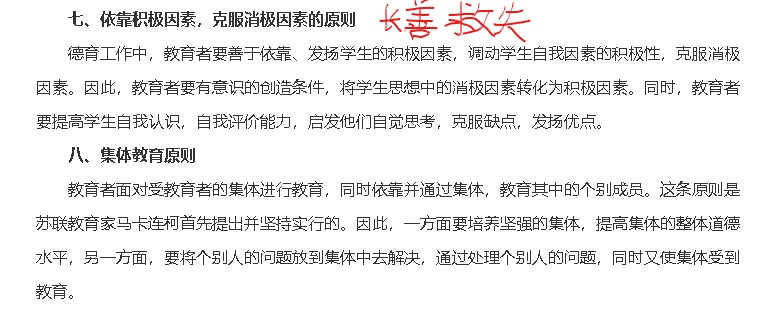 七、依靠积极因素，克服消极因素的原则 长善救失
德育工作中，教育者要善于依靠、发扬学生的积极因素，调动学生自我因素的积极性，克服消极
因素。因此，教育者要有意识的创造条件，将学生思想中的消极因素转化为积极因素。同时，教育者
要提高学生自我认识，自我评价能力，启发他们自觉思考，克服缺点，发扬优点。
八、集体教育原则
教育者面对受教育者的集体进行教育，同时依靠并通过集体，教育其中的个别成员。这条原则是
苏联教育家马卡连柯首先提出并坚持实行的。因此，一方面要培养坚强的集体，提高集体的整体道德
水平，另一方面，要将个别人的问题放到集体中去解决，通过处理个别人的问题，同时又使集体受到
教育。